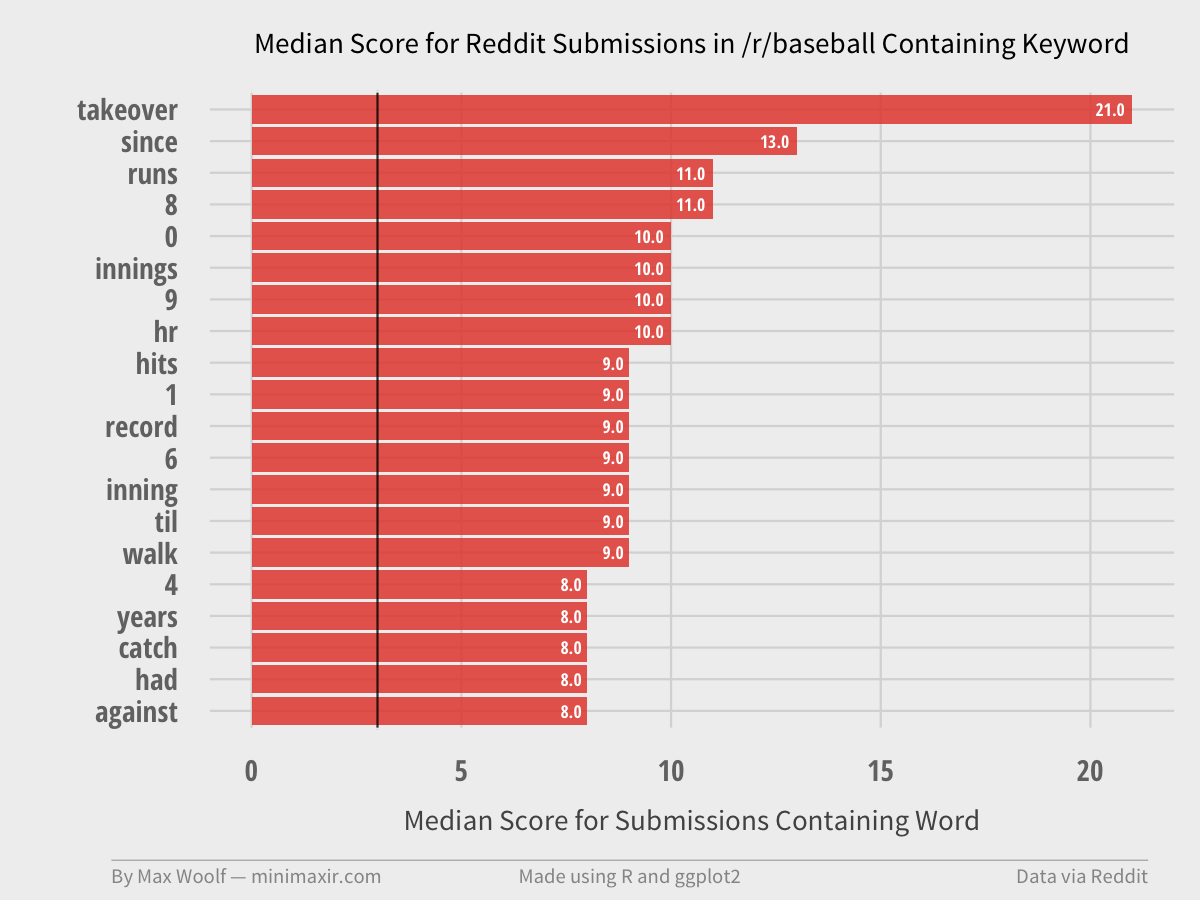 Median Score for Reddit Submissions in /r/baseball Containing Keyword
takeover 21.0
since 13.0
runs 11.0
8 11.0
0 10.0
innings 10.0
9 10.0
hr 10.0
hits 9.0
1 9.0
record 9.0
6 9.0
inning 9.0
til 9.0
walk 9.0
4 8.0
years 8.0
catch 8.0
had 8.0
against 8.0
0 5 10 15 20
Median Score for Submissions Containing Word
By Max Woolf — minimaxir.com Made using R and ggplot2 Data via Reddit